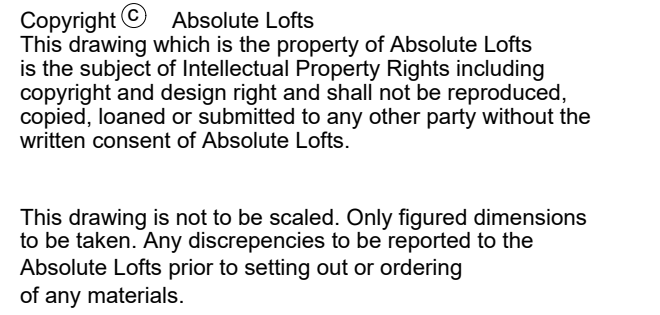 Copyright © Absolute Lofts
This drawing which is the property of Absolute Lofts
is the subject of Intellectual Property Rights including
copyright and design right and shall not be reproduced,
copied, loaned or submitted to any other party without the
written consent of Absolute Lofts.
This drawing is not to be scaled. Only figured dimensions
to be taken. Any discrepencies to be reported to the
Absolute Lofts prior to setting out or ordering
of any materials.